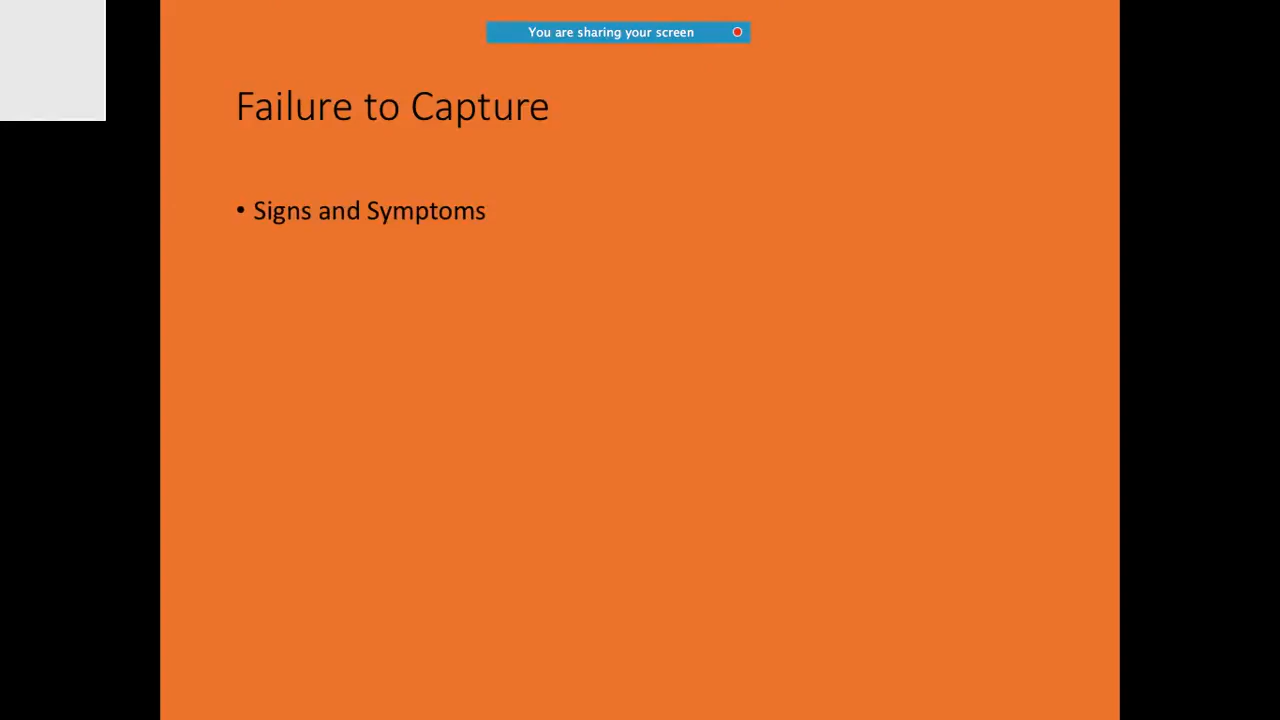 You are sharing your screen
Failure to Capture
• Signs and Symptoms